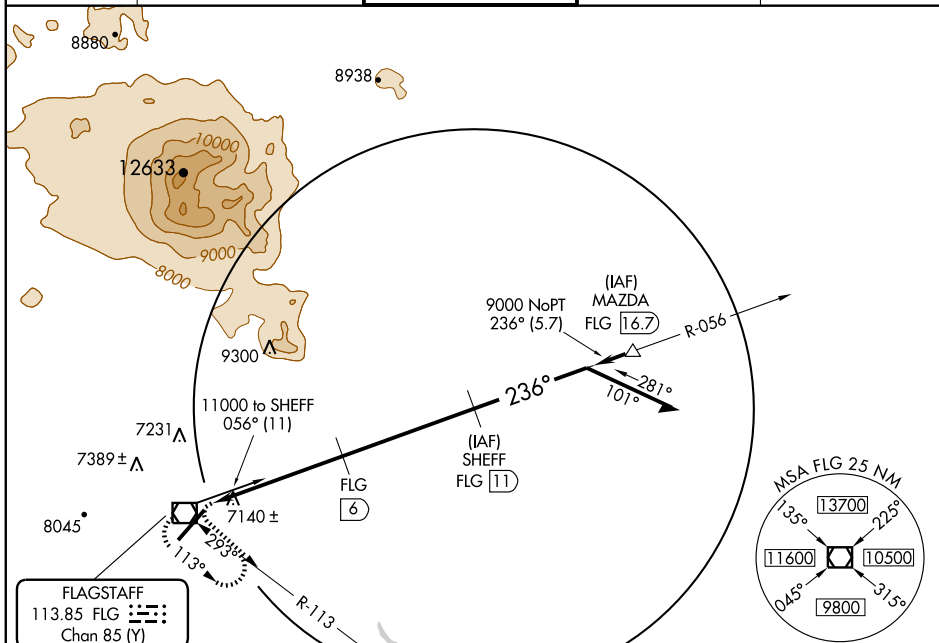 8880
8938
10000
12633
9000
8000
9300
(IAF)
MAZDA
FLG 16.7
9000 NoPT
236° (5.7)
R-056
236°
281°
101°
11000 to SHEFF
056° (11)
(IAF)
SHEFF
FLG 11
FLG
6
7231
7389 ±
7140 ±
8045
293°
113°
R-113
FLAGSTAFF
113.85 FLG
Chan 85 (Y)
MSA FLG 25 NM
13700
135°
225°
11600
10500
045°
315°
9800